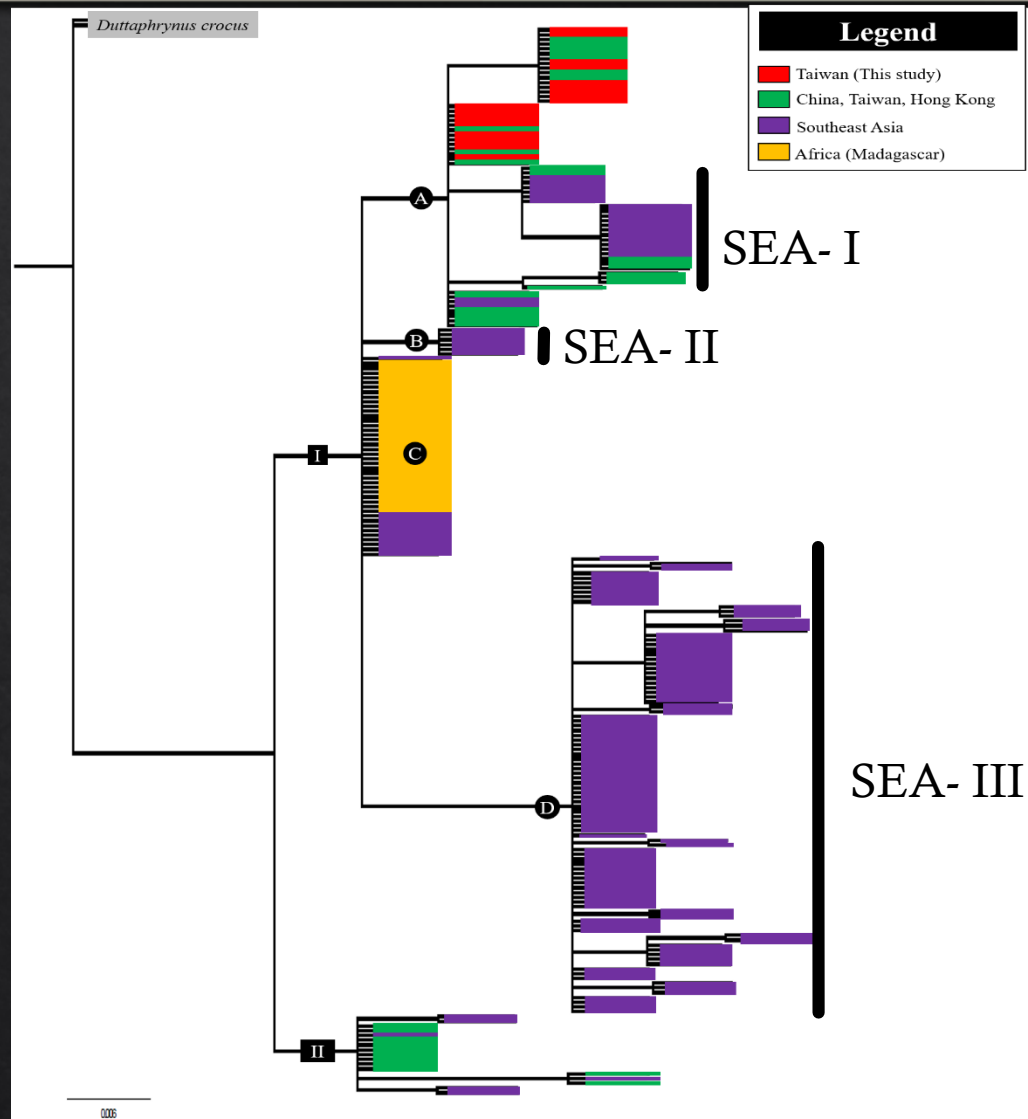 Duttaphrynus crocus
Legend
Taiwan (This study)
China, Taiwan, Hong Kong
Southeast Asia
Africa (Madagascar)
A
SEA- I
B
SEA- II
I
C
D
SEA- III
II
0.006